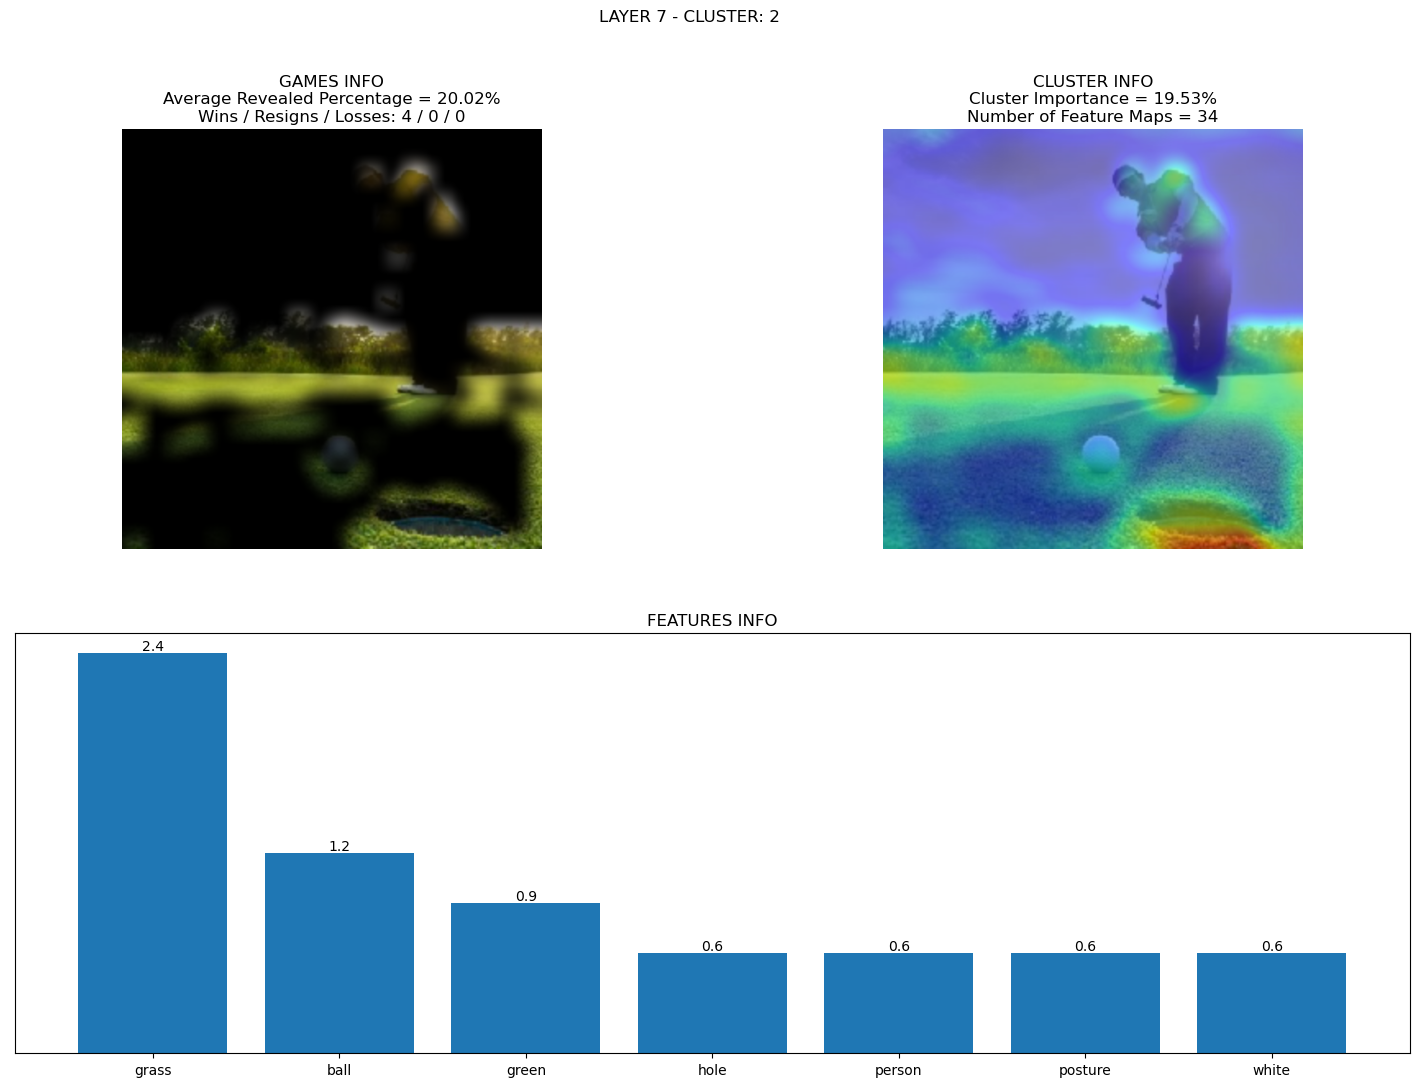 LAYER 7 - CLUSTER: 2
GAMES INFO
Average Revealed Percentage = 20.02%
Wins / Resigns / Losses: 4 / 0 / 0
CLUSTER INFO
Cluster Importance = 19.53%
Number of Feature Maps = 34
FEATURES INFO
2.4
1.2
0.9
0.6
0.6
0.6
0.6
grass
ball
green
hole
person
posture
white